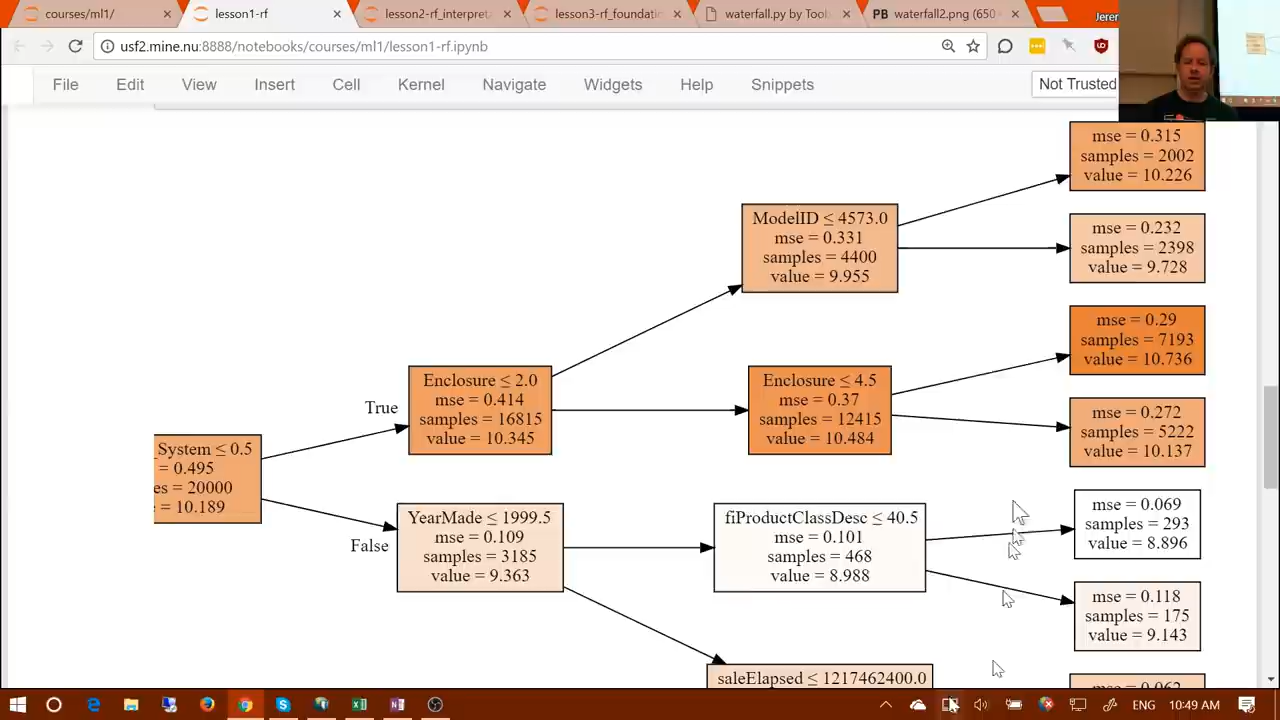 courses/ml1/
lesson1-rf
lesson2-rf_interpret
lesson3-rf_foundatio
waterfall.py by Tool
PB waterfall2.png (650×
Jerem
usf2.mine.nu:8888/notebooks/courses/ml1/lesson1-rf.ipynb
File Edit View Insert Cell Kernel Navigate Widgets Help Snippets
Not Trusted
mse = 0.315
samples = 2002
value = 10.226
ModelID ≤ 4573.0
mse = 0.331
samples = 4400
value = 9.955
mse = 0.232
samples = 2398
value = 9.728
mse = 0.29
samples = 7193
value = 10.736
True
Enclosure ≤ 2.0
mse = 0.414
samples = 16815
value = 10.345
Enclosure ≤ 4.5
mse = 0.37
samples = 12415
value = 10.484
mse = 0.272
samples = 5222
value = 10.137
_System ≤ 0.5
= 0.495
es = 20000
= 10.189
False
YearMade ≤ 1999.5
mse = 0.109
samples = 3185
value = 9.363
fiProductClassDesc ≤ 40.5
mse = 0.101
samples = 468
value = 8.988
mse = 0.069
samples = 293
value = 8.896
mse = 0.118
samples = 175
value = 9.143
saleElapsed ≤ 1217462400.0
mse = 0.062
ENG 10:49 AM